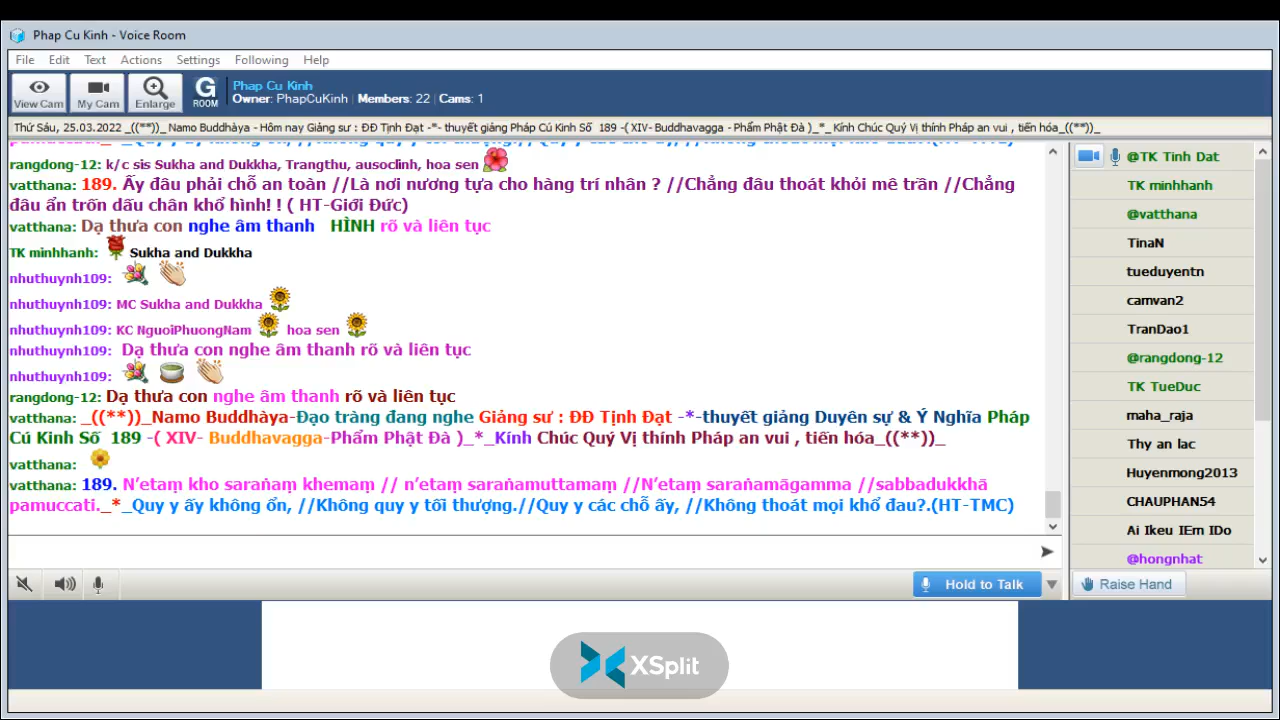 Phap Cu Kinh - Voice Room
File Edit Text Actions Settings Following Help
View Cam My Cam Enlarge G ROOM
Phap Cu Kinh
Owner: PhapCuKinh | Members: 22 | Cams: 1
Thứ Sáu, 25.03.2022 _((**))_ Namo Buddhàya - Hôm nay Giảng sư : ĐĐ Tịnh Đạt -*- thuyết giảng Pháp Cú Kinh Số 189 -( XIV- Buddhavagga - Phẩm Phật Đà )_*_ Kính Chúc Quý Vị thính Pháp an vui , tiến hóa_((**))_
rangdong-12: k/c sis Sukha and Dukkha, Trangthu, ausoclinh, hoa sen
vatthana: 189. Ấy đâu phải chỗ an toàn //Là nơi nương tựa cho hàng trí nhân ? //Chẳng đâu thoát khỏi mê trần //Chẳng
đâu ẩn trốn dấu chân khổ hình! ! ( HT-Giới Đức)
vatthana: Dạ thưa con nghe âm thanh HÌNH rõ và liên tục
TK minhhanh: Sukha and Dukkha
nhuthuynh109:
nhuthuynh109: MC Sukha and Dukkha
nhuthuynh109: KC NguoiPhuongNam hoa sen
nhuthuynh109: Dạ thưa con nghe âm thanh rõ và liên tục
nhuthuynh109:
rangdong-12: Dạ thưa con nghe âm thanh rõ và liên tục
vatthana: _((**))_Namo Buddhàya-Đạo tràng đang nghe Giảng sư : ĐĐ Tịnh Đạt -*-thuyết giảng Duyên sự & Ý Nghĩa Pháp
Cú Kinh Số 189 -( XIV- Buddhavagga-Phẩm Phật Đà )_*_Kính Chúc Quý Vị thính Pháp an vui , tiến hóa_((**))_
vatthana:
vatthana: 189. N’etaṃ kho saraṅaṃ khemaṃ // n’etaṃ saraṅamuttamaṃ //N’etaṃ saraṅamāgamma //sabbadukkhā
pamuccati._*_Quy y ấy không ổn, //Không quy y tối thượng.//Quy y các chỗ ấy, //Không thoát mọi khổ đau?.(HT-TMC)
@TK Tinh Dat
TK minhhanh
@vatthana
TinaN
tueduyentn
camvan2
TranDao1
@rangdong-12
TK TueDuc
maha_raja
Thy an lac
Huyenmong2013
CHAUPHAN54
Ai Ikeu IEm IDo
@hongnhat
Hold to Talk
Raise Hand
XSplit